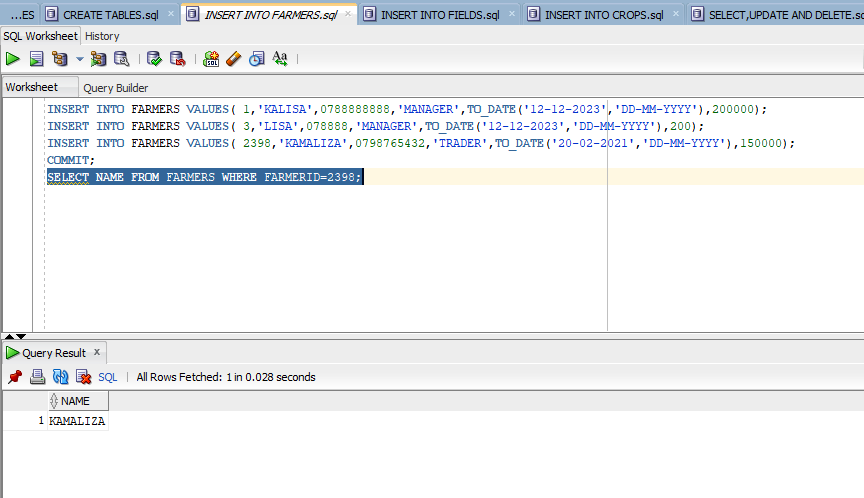 ...ES CREATE TABLES.sql INSERT INTO FARMERS.sql INSERT INTO FIELDS.sql INSERT INTO CROPS.sql SELECT,UPDATE AND DELETE.sc
SQL Worksheet History
SQL Aa
Worksheet Query Builder
INSERT INTO FARMERS VALUES( 1,'KALISA',0788888888,'MANAGER',TO_DATE('12-12-2023','DD-MM-YYYY'),200000);
INSERT INTO FARMERS VALUES( 3,'LISA',078888,'MANAGER',TO_DATE('12-12-2023','DD-MM-YYYY'),200);
INSERT INTO FARMERS VALUES( 2398,'KAMALIZA',0798765432,'TRADER',TO_DATE('20-02-2021','DD-MM-YYYY'),150000);
COMMIT;
SELECT NAME FROM FARMERS WHERE FARMERID=2398;
Query Result x
SQL | All Rows Fetched: 1 in 0.028 seconds
NAME
1 KAMALIZA